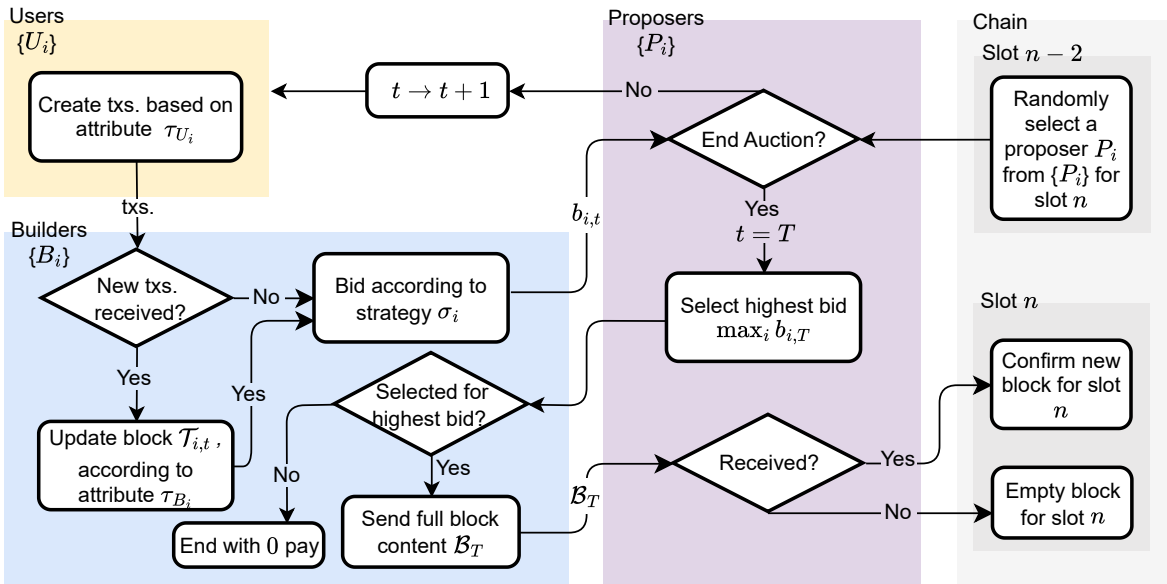 Users
{Uᵢ}
Create txs. based on
attribute τ_{U_i}
txs.
t → t + 1
No
Proposers
{Pᵢ}
End Auction?
Yes
t = T
Select highest bid
max_i b_{i,T}
Chain
Slot n − 2
Randomly
select a
proposer P_i
from {P_i} for
slot n
Builders
{Bᵢ}
New txs.
received?
No
Yes
Update block 𝒯_{i,t} ,
according to
attribute τ_{B_i}
Yes
Bid according to
strategy σ_i
b_{i,t}
Selected for
highest bid?
No
End with 0 pay
Yes
Send full block
content ℬ_T
ℬ_T
Received?
Yes
No
Slot n
Confirm new
block for slot
n
Empty block
for slot n